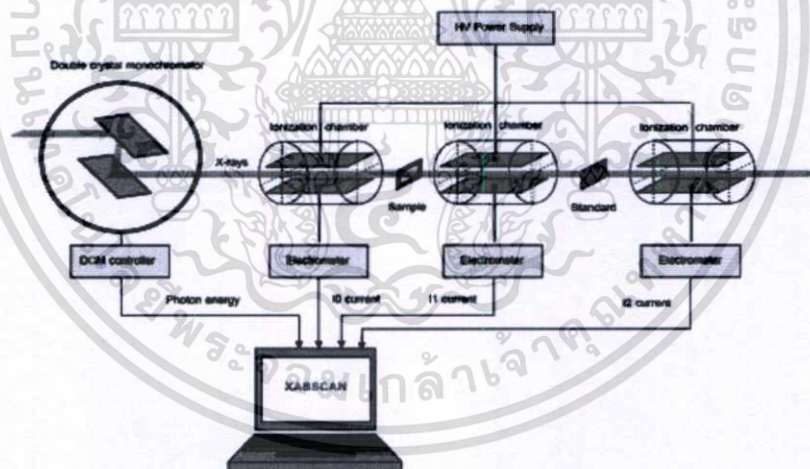 HV Power Supply
Double crystal monochromator
Ionization chamber
Ionization chamber
Ionization chamber
X-rays
Sample
Standard
DCM controller
Electrometer
Electrometer
Electrometer
Photon energy
I0 current
I1 current
I2 current
XABSCAN